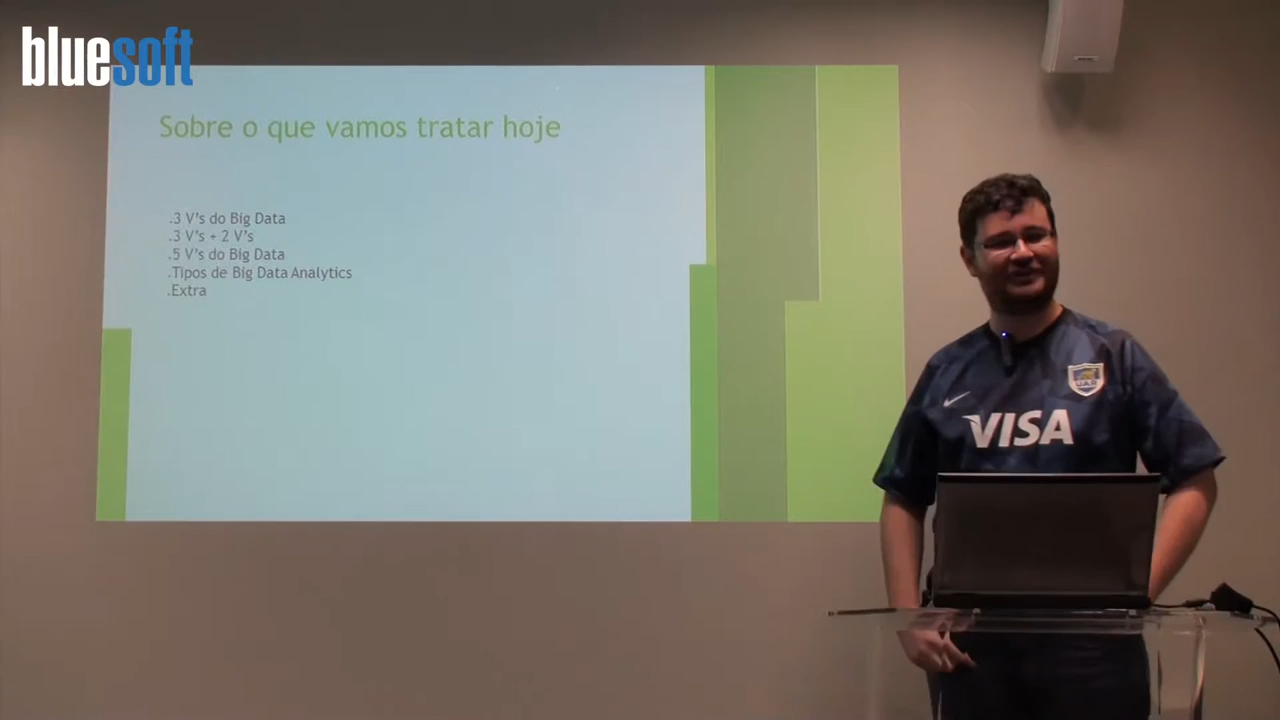 bluesoft
Sobre o que vamos tratar hoje
.3 V's do Big Data
.3 V's + 2 V's
.5 V's do Big Data
.Tipos de Big Data Analytics
.Extra
UAR
VISA